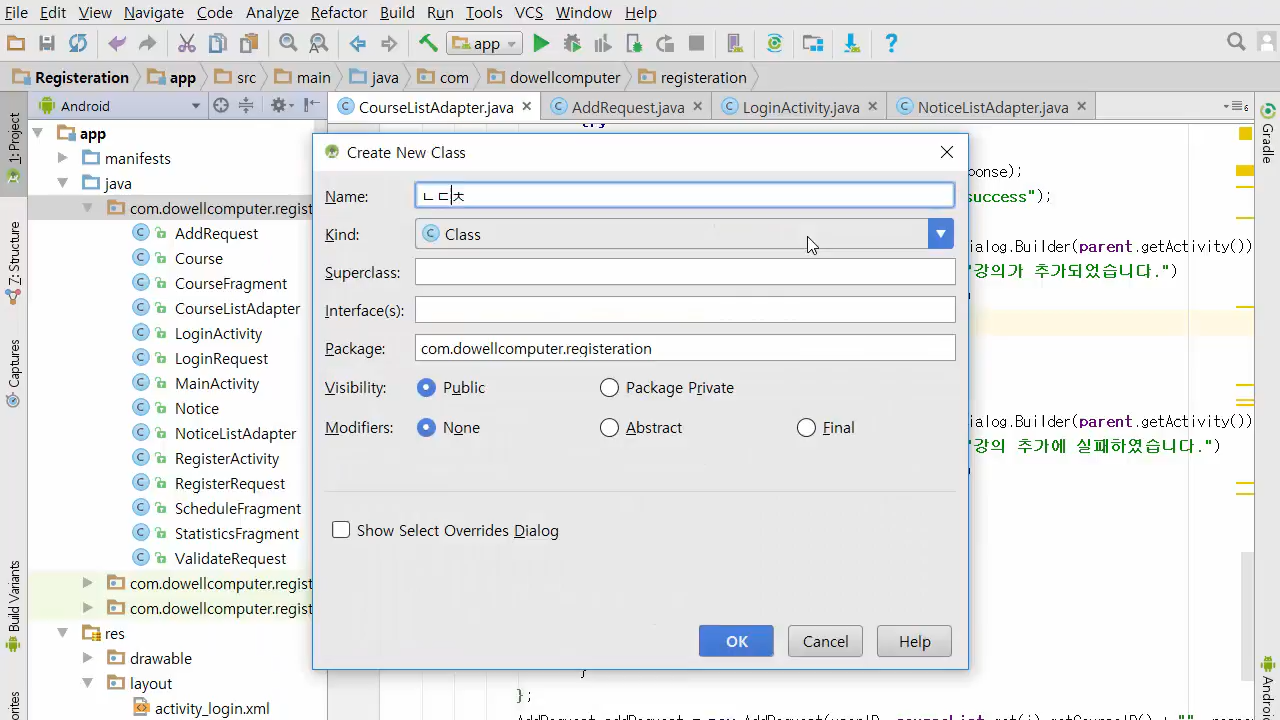 File Edit View Navigate Code Analyze Refactor Build Run Tools VCS Window Help
app
Registeration app src main java com dowellcomputer registeration
Android CourseListAdapter.java AddRequest.java LoginActivity.java NoticeListAdapter.java
1: Project
Z: Structure
Captures
Build Variants
Gradle
app
manifests
java
com.dowellcomputer.regist
AddRequest
Course
CourseFragment
CourseListAdapter
LoginActivity
LoginRequest
MainActivity
Notice
NoticeListAdapter
RegisterActivity
RegisterRequest
ScheduleFragment
StatisticsFragment
ValidateRequest
com.dowellcomputer.regist
com.dowellcomputer.regist
res
drawable
layout
activity_login.xml
try
onse);
success");
ialog.Builder(parent.getActivity())
"강의가 추가되었습니다.")
ialog.Builder(parent.getActivity())
"강의 추가에 실패하였습니다.")
}
};
Create New Class
Name: ㄴㄷㅊ
Kind: Class
Superclass:
Interface(s):
Package: com.dowellcomputer.registeration
Visibility: Public Package Private
Modifiers: None Abstract Final
Show Select Overrides Dialog
OK Cancel Help